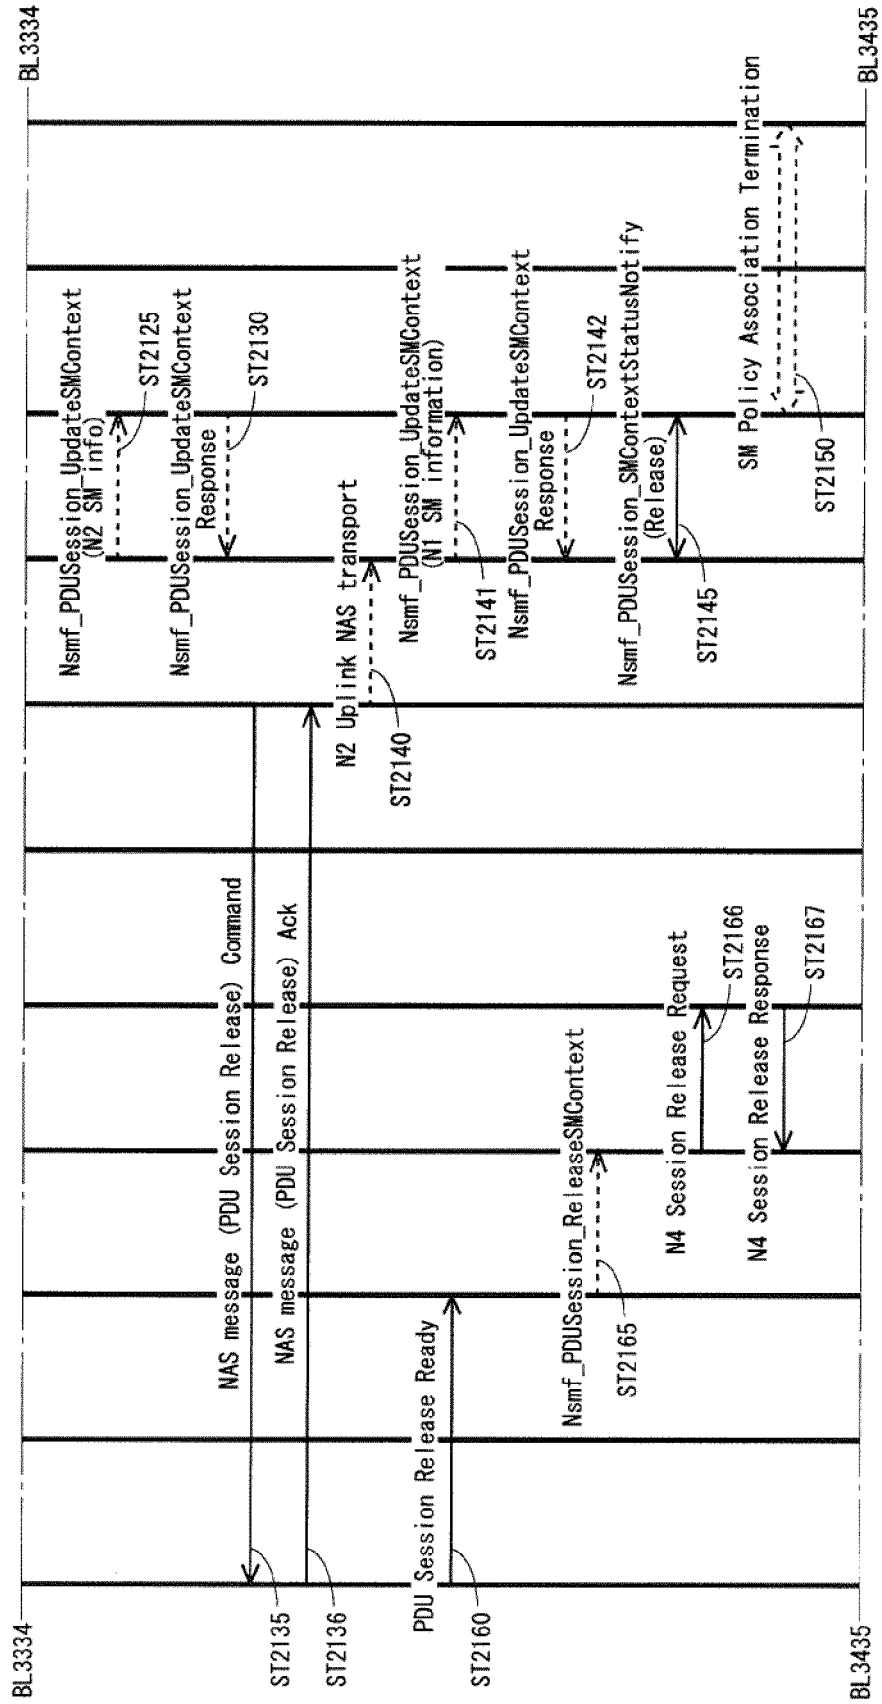 BL3334
BL3334
Nsmf_PDUSession_UpdateSMContext
(N2 SM info)
ST2125
Nsmf_PDUSession_UpdateSMContext
Response
ST2130
NAS message (PDU Session Release) Command
ST2135
NAS message (PDU Session Release) Ack
ST2136
N2 Uplink NAS transport
ST2140
Nsmf_PDUSession_UpdateSMContext
(N1 SM information)
ST2141
PDU Session Release Ready
ST2160
Nsmf_PDUSession_UpdateSMContext
Response
ST2142
Nsmf_PDUSession_ReleaseSMContext
ST2165
Nsmf_PDUSession_SMContextStatusNotify
(Release)
ST2145
N4 Session Release Request
ST2166
N4 Session Release Response
ST2167
SM Policy Association Termination
ST2150
BL3435
BL3435